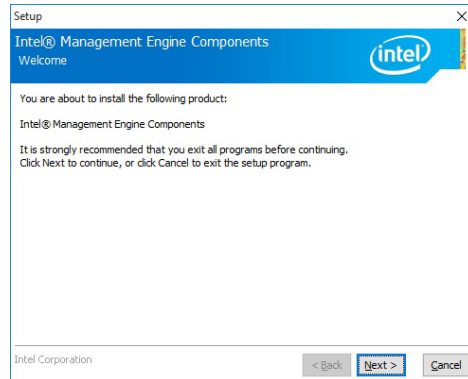 Setup
Intel® Management Engine Components
Welcome
intel
You are about to install the following product:
Intel® Management Engine Components
It is strongly recommended that you exit all programs before continuing.
Click Next to continue, or click Cancel to exit the setup program.
Intel Corporation
< Back
Next >
Cancel